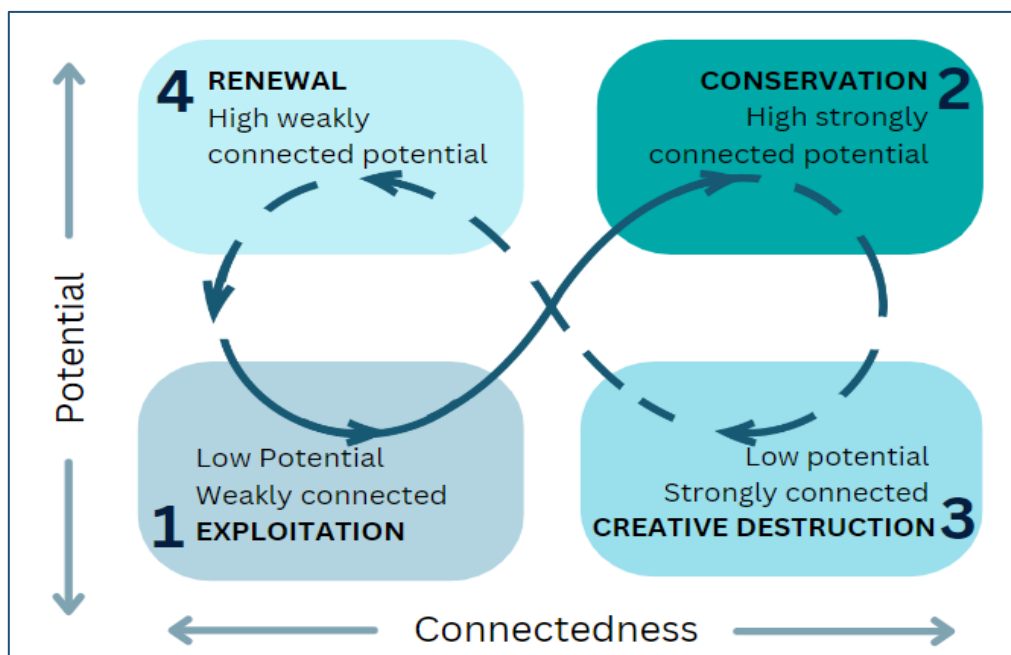 4 RENEWAL
High weakly
connected potential
CONSERVATION 2
High strongly
connected potential
Potential
Low Potential
Weakly connected
1 EXPLOITATION
Low potential
Strongly connected
CREATIVE DESTRUCTION 3
Connectedness